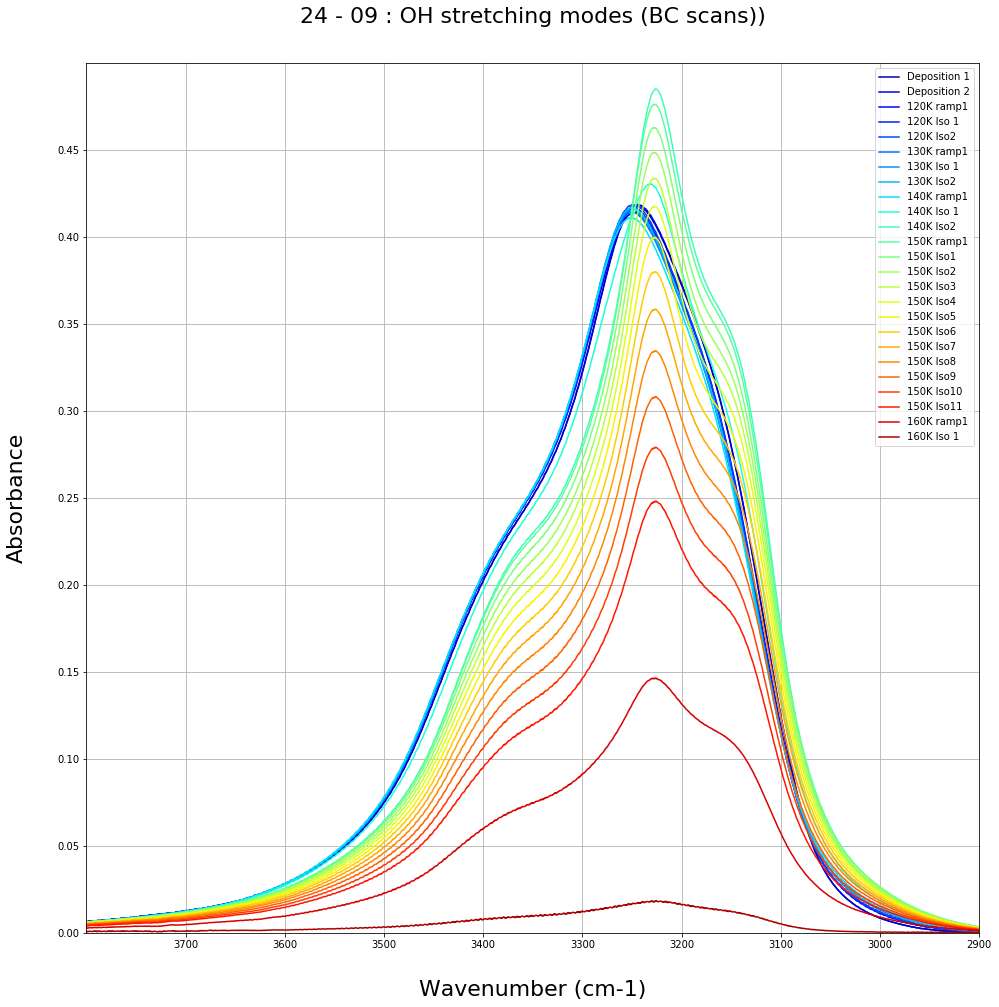 24 - 09 : OH stretching modes (BC scans))
Deposition 1
Deposition 2
120K ramp1
120K Iso 1
120K Iso2
130K ramp1
130K Iso 1
130K Iso2
140K ramp1
140K Iso 1
140K Iso2
150K ramp1
150K Iso1
150K Iso2
150K Iso3
150K Iso4
150K Iso5
150K Iso6
150K Iso7
150K Iso8
150K Iso9
150K Iso10
150K Iso11
160K ramp1
160K Iso 1
Absorbance
0.45
0.40
0.35
0.30
0.25
0.20
0.15
0.10
0.05
0.00
3700 3600 3500 3400 3300 3200 3100 3000 2900
Wavenumber (cm-1)